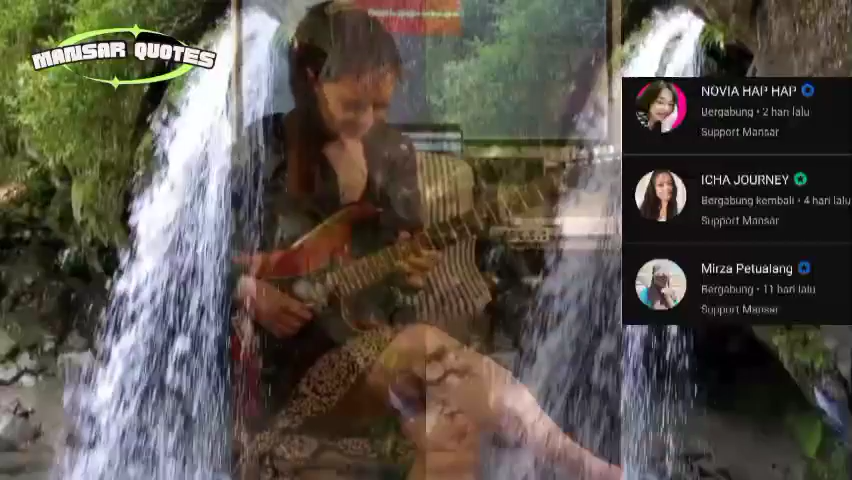 MANSAR QUOTES
NOVIA HAP HAP
Bergabung • 2 hari lalu
Support Mansar
ICHA JOURNEY
Bergabung kembali • 4 hari lalu
Support Mansar
Mirza Petualang
Bergabung • 11 hari lalu
Support Mansar